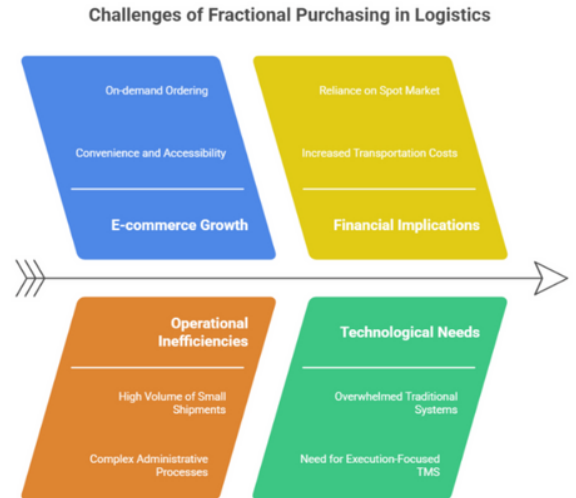 Challenges of Fractional Purchasing in Logistics
On-demand Ordering
Convenience and Accessibility
E-commerce Growth
Reliance on Spot Market
Increased Transportation Costs
Financial Implications
Operational
Inefficiencies
High Volume of Small
Shipments
Complex Administrative
Processes
Technological Needs
Overwhelmed Traditional
Systems
Need for Execution-Focused
TMS